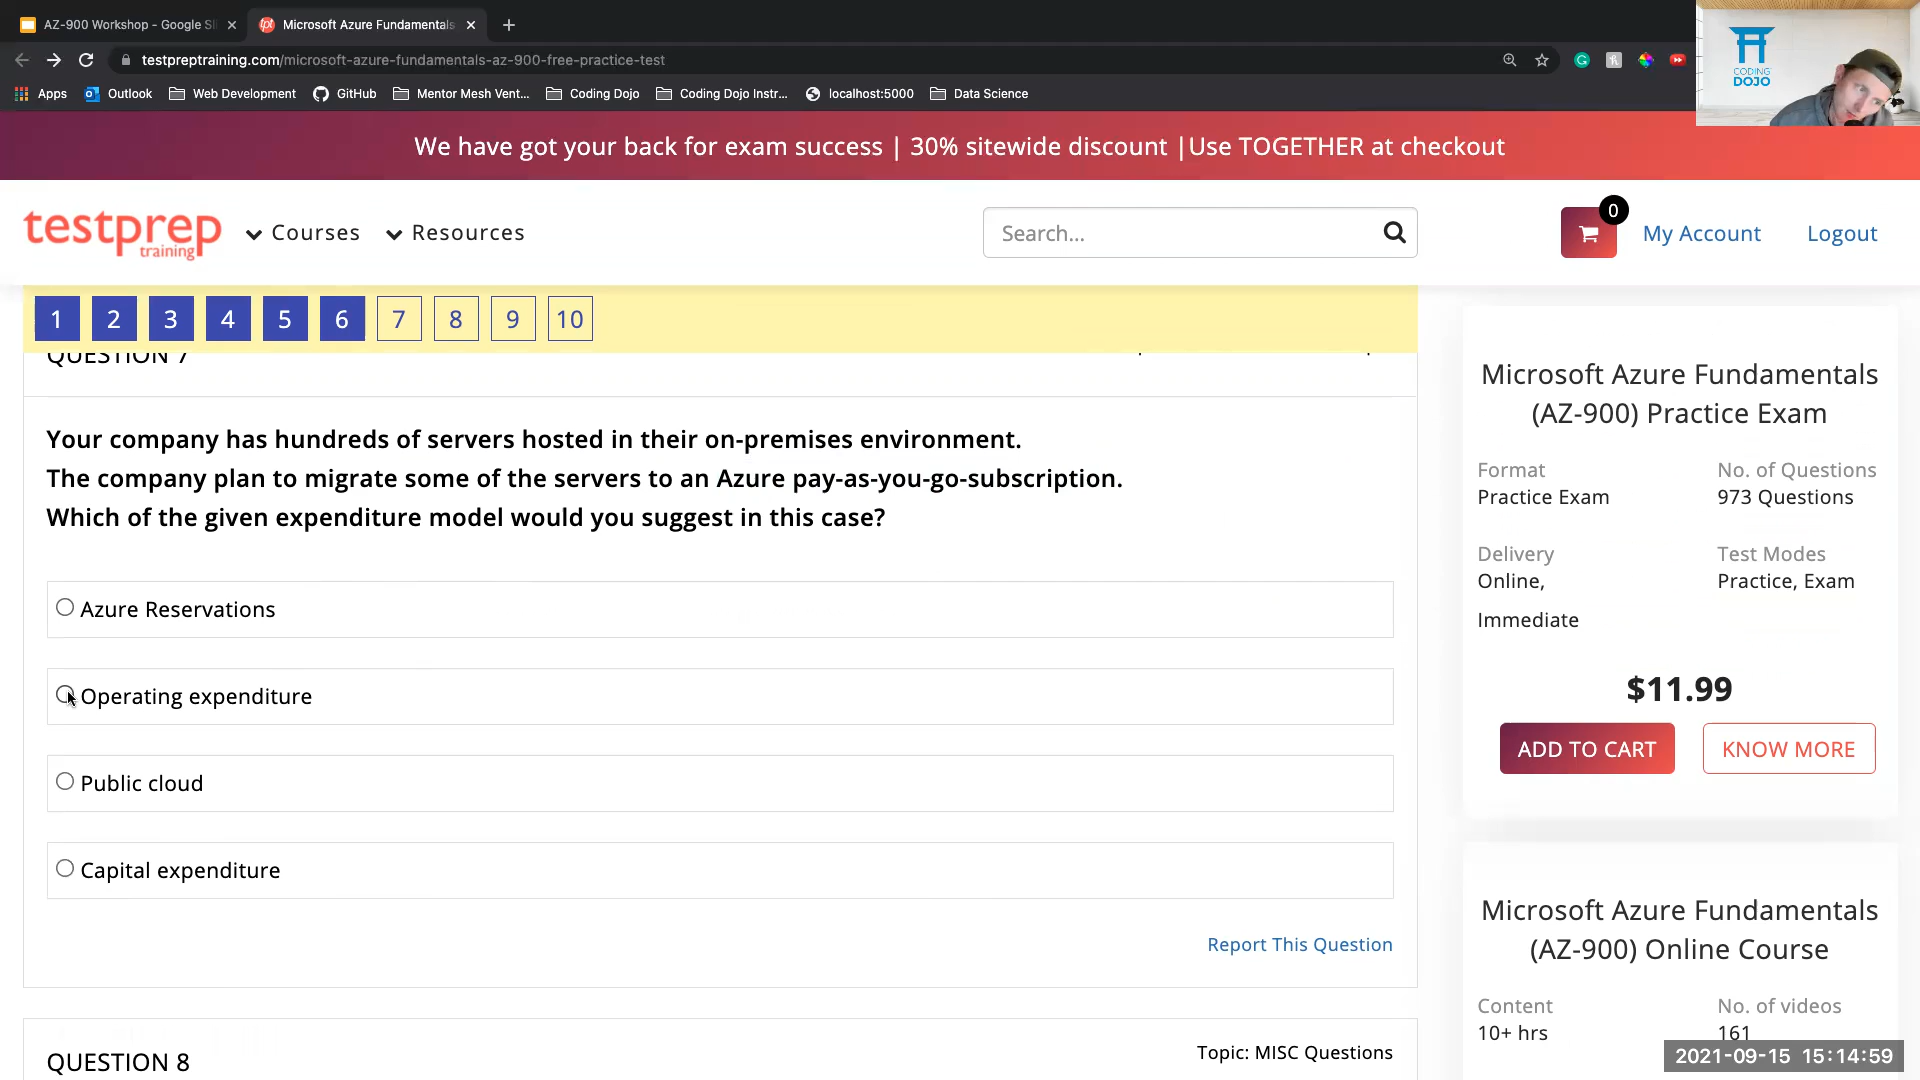 AZ-900 Workshop - Google Sl
Microsoft Azure Fundamentals
testpreptraining.com/microsoft-azure-fundamentals-az-900-free-practice-test
Apps
Outlook
Web Development
GitHub
Mentor Mesh Vent...
Coding Dojo
Coding Dojo Instr...
localhost:5000
Data Science
CODING
DOJO
We have got your back for exam success | 30% sitewide discount |Use TOGETHER at checkout
testprep
training
Courses
Resources
Search...
0
My Account
Logout
1 2 3 4 5 6 7 8 9 10
QUESTION 7
Your company has hundreds of servers hosted in their on-premises environment.
The company plan to migrate some of the servers to an Azure pay-as-you-go-subscription.
Which of the given expenditure model would you suggest in this case?
Azure Reservations
Operating expenditure
Public cloud
Capital expenditure
Report This Question
QUESTION 8
Topic: MISC Questions
Microsoft Azure Fundamentals
(AZ-900) Practice Exam
Format
Practice Exam
No. of Questions
973 Questions
Delivery
Online,
Immediate
Test Modes
Practice, Exam
$11.99
ADD TO CART
KNOW MORE
Microsoft Azure Fundamentals
(AZ-900) Online Course
Content
10+ hrs
No. of videos
161
2021-09-15 15:14:59